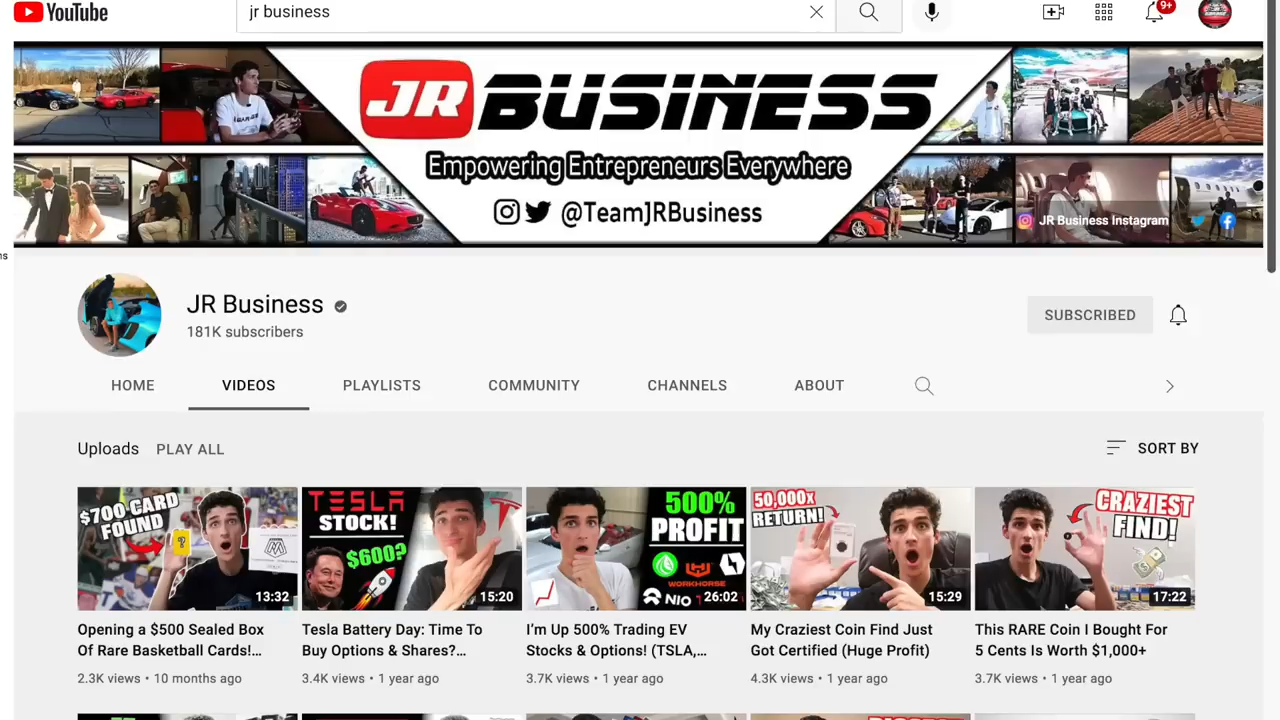 YouTube
jr business
9+
JR BUSINESS
Empowering Entrepreneurs Everywhere
@TeamJRBusiness
JR Business Instagram
ns
JR Business
181K subscribers
SUBSCRIBED
HOME VIDEOS PLAYLISTS COMMUNITY CHANNELS ABOUT
Uploads PLAY ALL
SORT BY
$700 CARD
FOUND
13:32
TESLA
STOCK!
$600?
15:20
500%
PROFIT
WORKHORSE
NIO
26:02
50,000x
RETURN!
15:29
CRAZIEST
FIND!
17:22
Opening a $500 Sealed Box
Of Rare Basketball Cards!...
2.3K views • 10 months ago
Tesla Battery Day: Time To
Buy Options & Shares?...
3.4K views • 1 year ago
I'm Up 500% Trading EV
Stocks & Options! (TSLA,...
3.7K views • 1 year ago
My Craziest Coin Find Just
Got Certified (Huge Profit)
4.3K views • 1 year ago
This RARE Coin I Bought For
5 Cents Is Worth $1,000+
3.7K views • 1 year ago